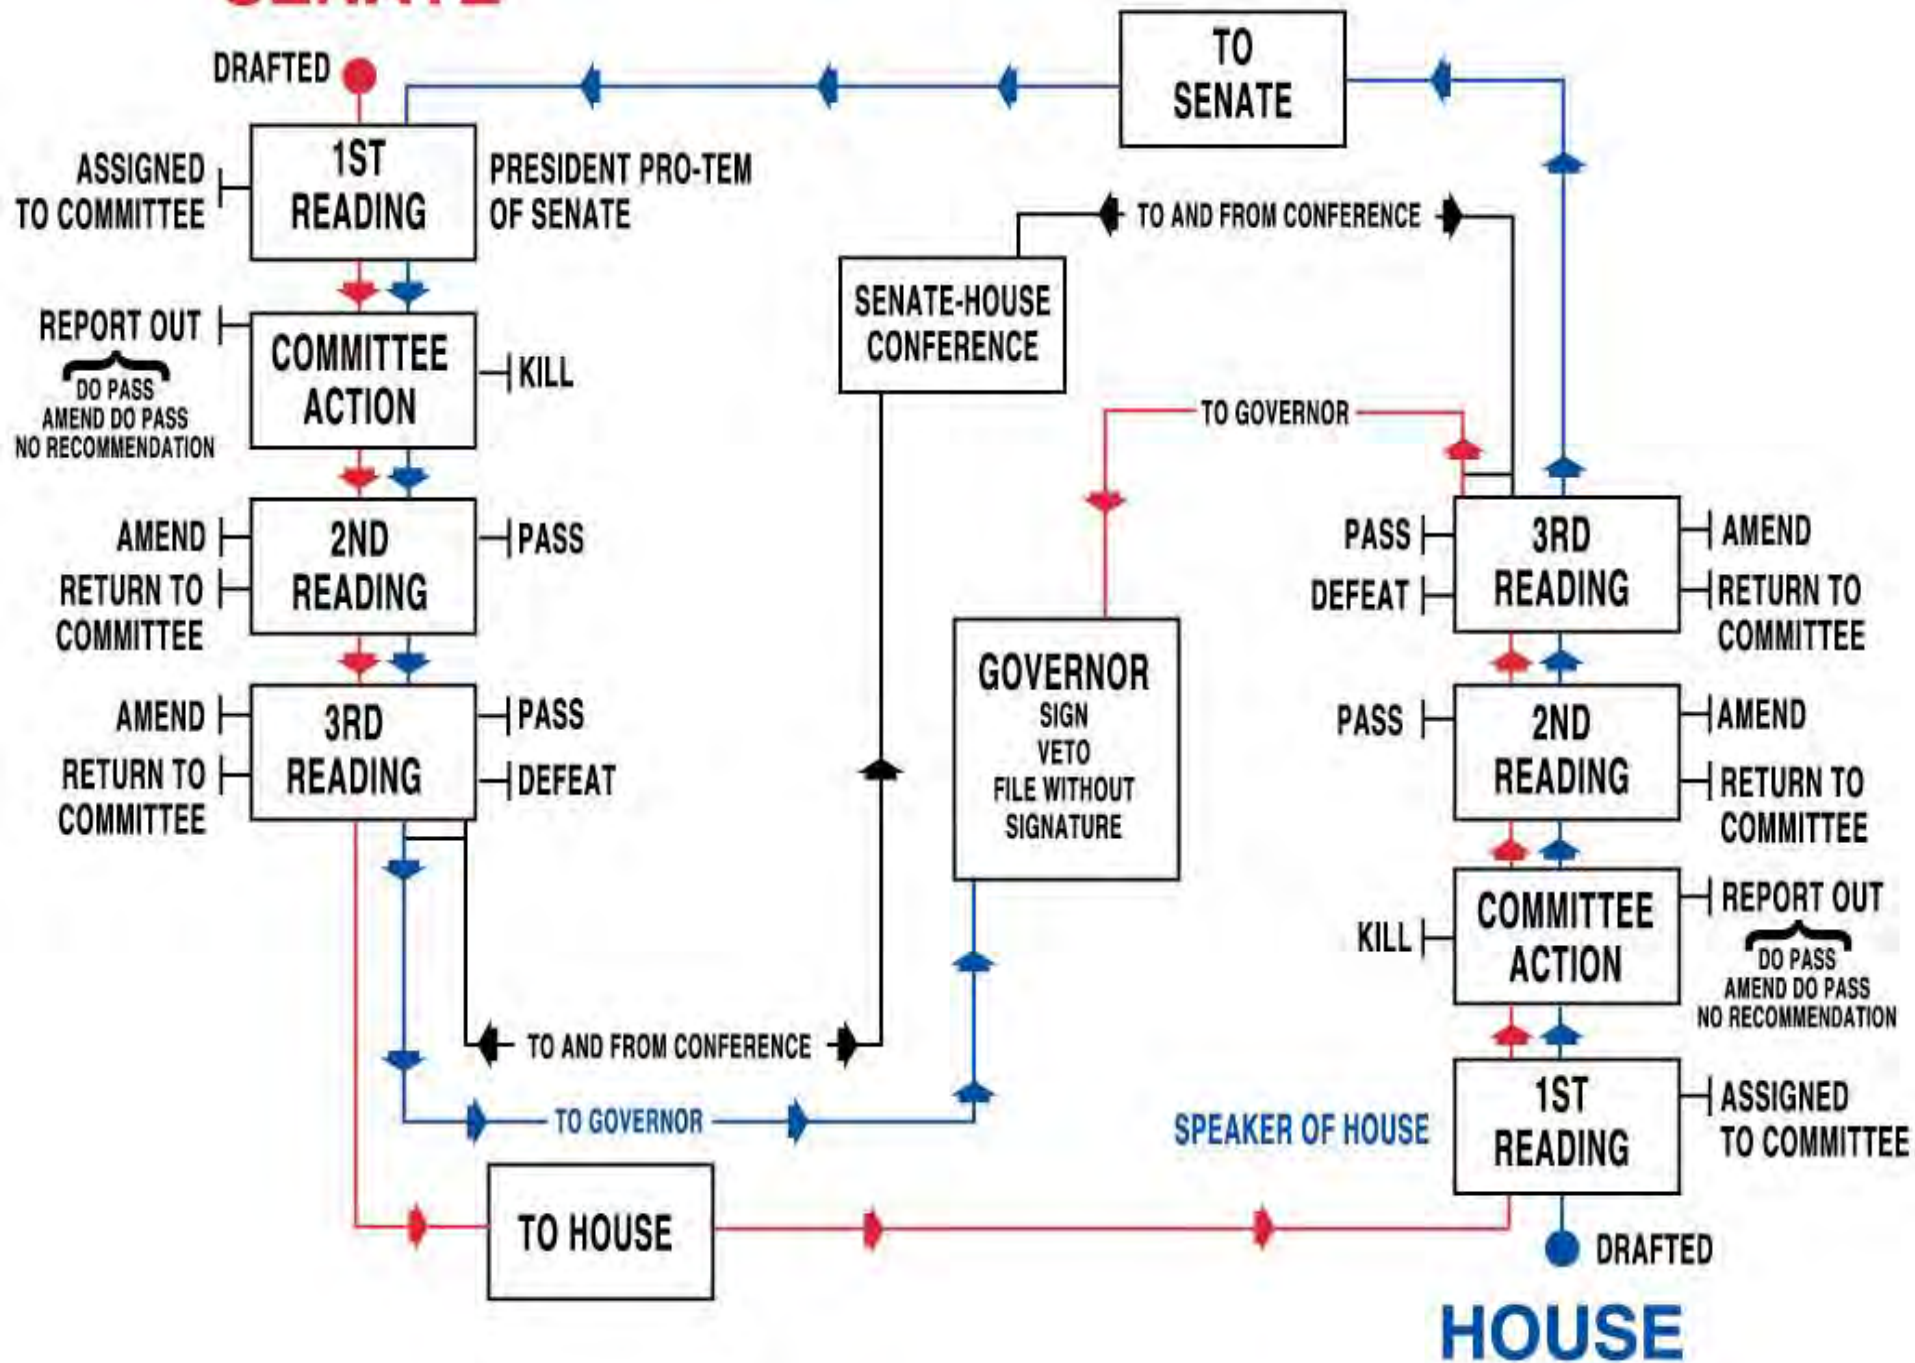 SENATE
DRAFTED
TO
SENATE
ASSIGNED
TO COMMITTEE
1ST
READING
PRESIDENT PRO-TEM
OF SENATE
TO AND FROM CONFERENCE
SENATE-HOUSE
CONFERENCE
REPORT OUT
DO PASS
AMEND DO PASS
NO RECOMMENDATION
COMMITTEE
ACTION
KILL
TO GOVERNOR
AMEND
RETURN TO
COMMITTEE
2ND
READING
PASS
AMEND
RETURN TO
COMMITTEE
3RD
READING
PASS
DEFEAT
GOVERNOR
SIGN
VETO
FILE WITHOUT
SIGNATURE
PASS
DEFEAT
3RD
READING
AMEND
RETURN TO
COMMITTEE
PASS
2ND
READING
AMEND
RETURN TO
COMMITTEE
KILL
COMMITTEE
ACTION
REPORT OUT
DO PASS
AMEND DO PASS
NO RECOMMENDATION
TO AND FROM CONFERENCE
TO GOVERNOR
SPEAKER OF HOUSE
1ST
READING
ASSIGNED
TO COMMITTEE
TO HOUSE
DRAFTED
HOUSE